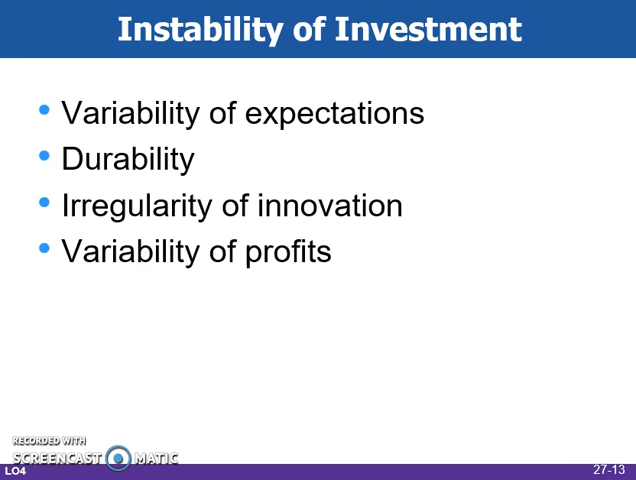 Instability of Investment
• Variability of expectations
• Durability
• Irregularity of innovation
• Variability of profits
RECORDED WITH
SCREENCAST MATIC
LO4
27-13